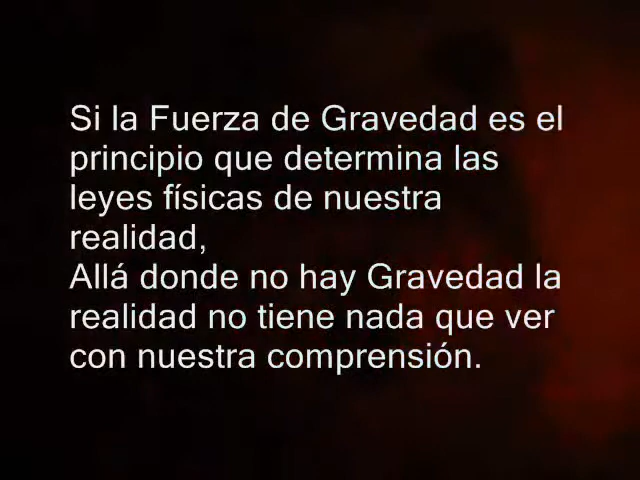 Si la Fuerza de Gravedad es el
principio que determina las
leyes físicas de nuestra
realidad,
Allá donde no hay Gravedad la
realidad no tiene nada que ver
con nuestra comprensión.